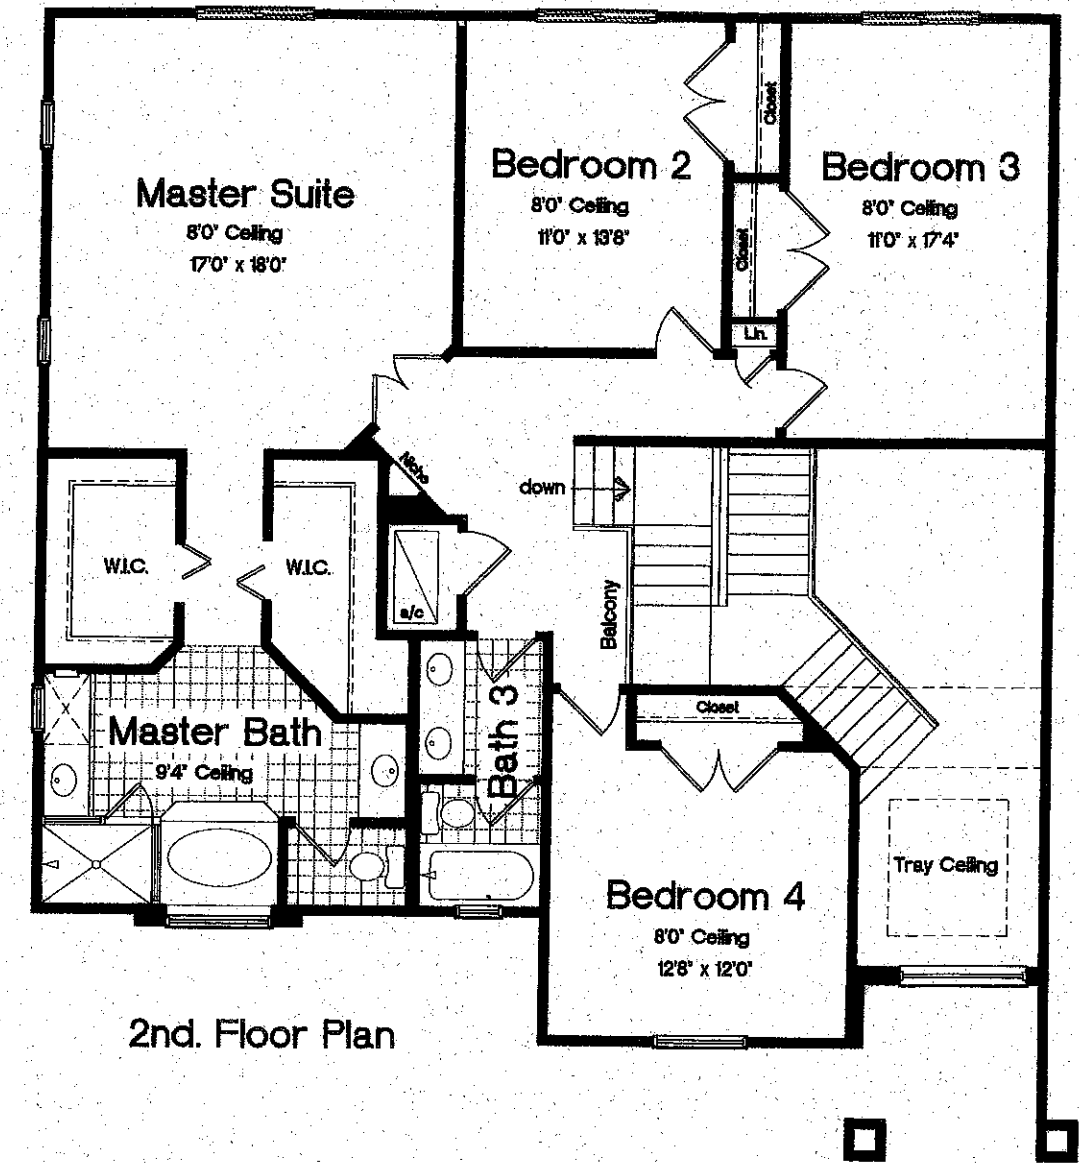 Master Suite
8'0" Ceiling
17'0" x 18'0"
Bedroom 2
8'0" Ceiling
11'0" x 13'8"
Closet
Closet
Bedroom 3
8'0" Ceiling
11'0" x 17'4"
Lin.
Niche
down
W.I.C.
W.I.C.
a/c
Balcony
Bath 3
Closet
Master Bath
9'4" Ceiling
Tray Ceiling
Bedroom 4
8'0" Ceiling
12'8" x 12'0"
2nd. Floor Plan